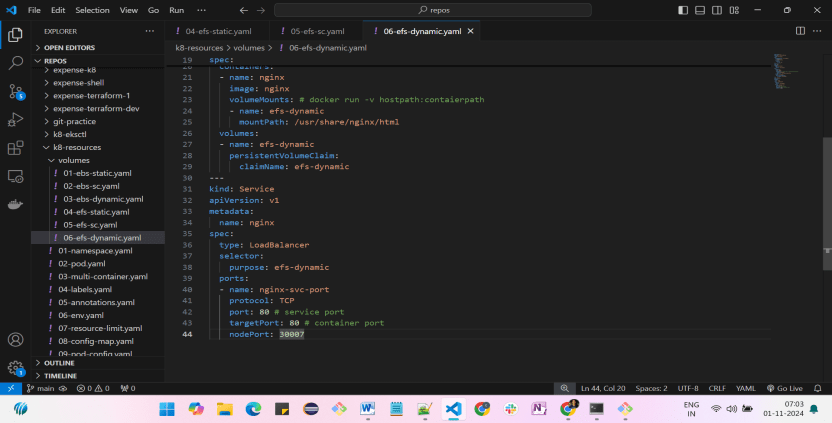 File Edit Selection View Go Run ··· repos
EXPLORER ···
OPEN EDITORS
REPOS
expense-k8
expense-shell
expense-terraform-1
expense-terraform-dev
git-practice
k8-eksctl
k8-resources
volumes
! 01-ebs-static.yaml
! 02-ebs-sc.yaml
! 03-ebs-dynamic.yaml
! 04-efs-static.yaml
! 05-efs-sc.yaml
! 06-efs-dynamic.yaml
! 01-namespace.yaml
! 02-pod.yaml
! 03-multi-container.yaml
! 04-labels.yaml
! 05-annotations.yaml
! 06-env.yaml
! 07-resource-limit.yaml
! 08-config-map.yaml
! 09-pod-config.yaml
OUTLINE
TIMELINE
! 04-efs-static.yaml ! 05-efs-sc.yaml ! 06-efs-dynamic.yaml
k8-resources > volumes > ! 06-efs-dynamic.yaml
19 spec:
20 containers:
21 - name: nginx
22 image: nginx
23 volumeMounts: # docker run -v hostpath:contaierpath
24 - name: efs-dynamic
25 mountPath: /usr/share/nginx/html
26 volumes:
27 - name: efs-dynamic
28 persistentVolumeClaim:
29 claimName: efs-dynamic
30 ---
31 kind: Service
32 apiVersion: v1
33 metadata:
34 name: nginx
35 spec:
36 type: LoadBalancer
37 selector:
38 purpose: efs-dynamic
39 ports:
40 - name: nginx-svc-port
41 protocol: TCP
42 port: 80 # service port
43 targetPort: 80 # container port
44 nodePort: 30007
5
1
main 0 0 0 Ln 44, Col 20 Spaces: 2 UTF-8 CRLF YAML Go Live
ENG
IN
07:03
01-11-2024